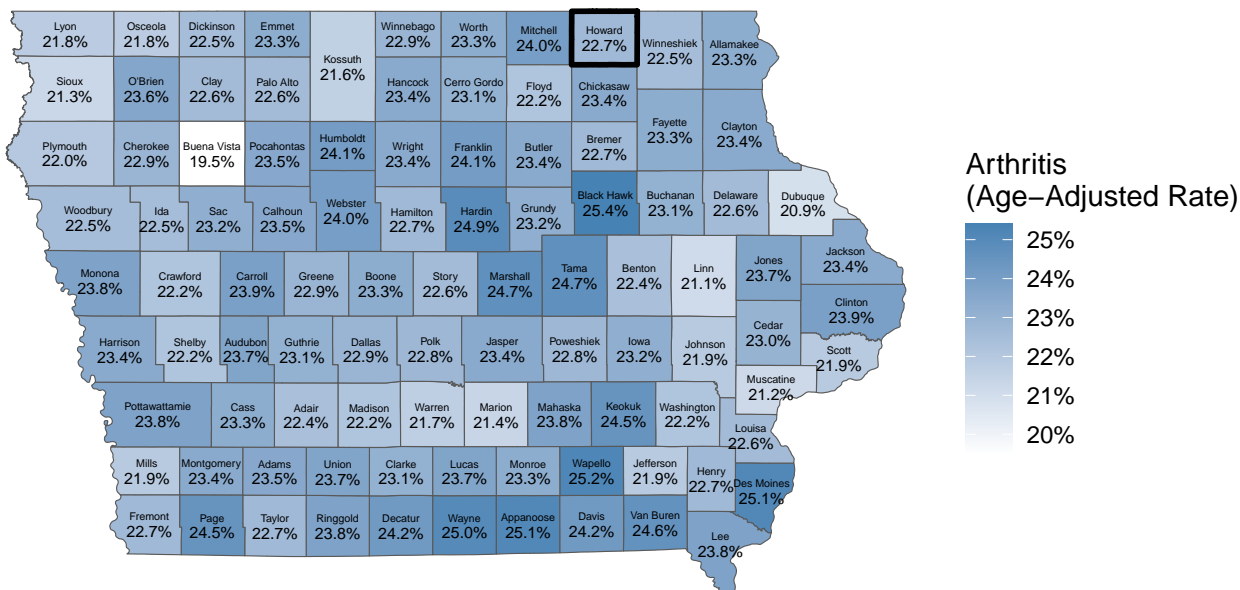 Lyon
21.8%
Osceola
21.8%
Dickinson
22.5%
Emmet
23.3%
Kossuth
21.6%
Winnebago
22.9%
Worth
23.3%
Mitchell
24.0%
Howard
22.7%
Winneshiek
22.5%
Allamakee
23.3%
Sioux
21.3%
O'Brien
23.6%
Clay
22.6%
Palo Alto
22.6%
Hancock
23.4%
Cerro Gordo
23.1%
Floyd
22.2%
Chickasaw
23.4%
Fayette
23.3%
Clayton
23.4%
Plymouth
22.0%
Cherokee
22.9%
Buena Vista
19.5%
Pocahontas
23.5%
Humboldt
24.1%
Wright
23.4%
Franklin
24.1%
Butler
23.4%
Bremer
22.7%
Woodbury
22.5%
Ida
22.5%
Sac
23.2%
Calhoun
23.5%
Webster
24.0%
Hamilton
22.7%
Hardin
24.9%
Grundy
23.2%
Black Hawk
25.4%
Buchanan
23.1%
Delaware
22.6%
Dubuque
20.9%
Monona
23.8%
Crawford
22.2%
Carroll
23.9%
Greene
22.9%
Boone
23.3%
Story
22.6%
Marshall
24.7%
Tama
24.7%
Benton
22.4%
Linn
21.1%
Jones
23.7%
Jackson
23.4%
Clinton
23.9%
Harrison
23.4%
Shelby
22.2%
Audubon
23.7%
Guthrie
23.1%
Dallas
22.9%
Polk
22.8%
Jasper
23.4%
Poweshiek
22.8%
Iowa
23.2%
Johnson
21.9%
Cedar
23.0%
Scott
21.9%
Muscatine
21.2%
Pottawattamie
23.8%
Cass
23.3%
Adair
22.4%
Madison
22.2%
Warren
21.7%
Marion
21.4%
Mahaska
23.8%
Keokuk
24.5%
Washington
22.2%
Louisa
22.6%
Mills
21.9%
Montgomery
23.4%
Adams
23.5%
Union
23.7%
Clarke
23.1%
Lucas
23.7%
Monroe
23.3%
Wapello
25.2%
Jefferson
21.9%
Henry
22.7%
Des Moines
25.1%
Fremont
22.7%
Page
24.5%
Taylor
22.7%
Ringgold
23.8%
Decatur
24.2%
Wayne
25.0%
Appanoose
25.1%
Davis
24.2%
Van Buren
24.6%
Lee
23.8%
Arthritis
(Age−Adjusted Rate)
25%
24%
23%
22%
21%
20%